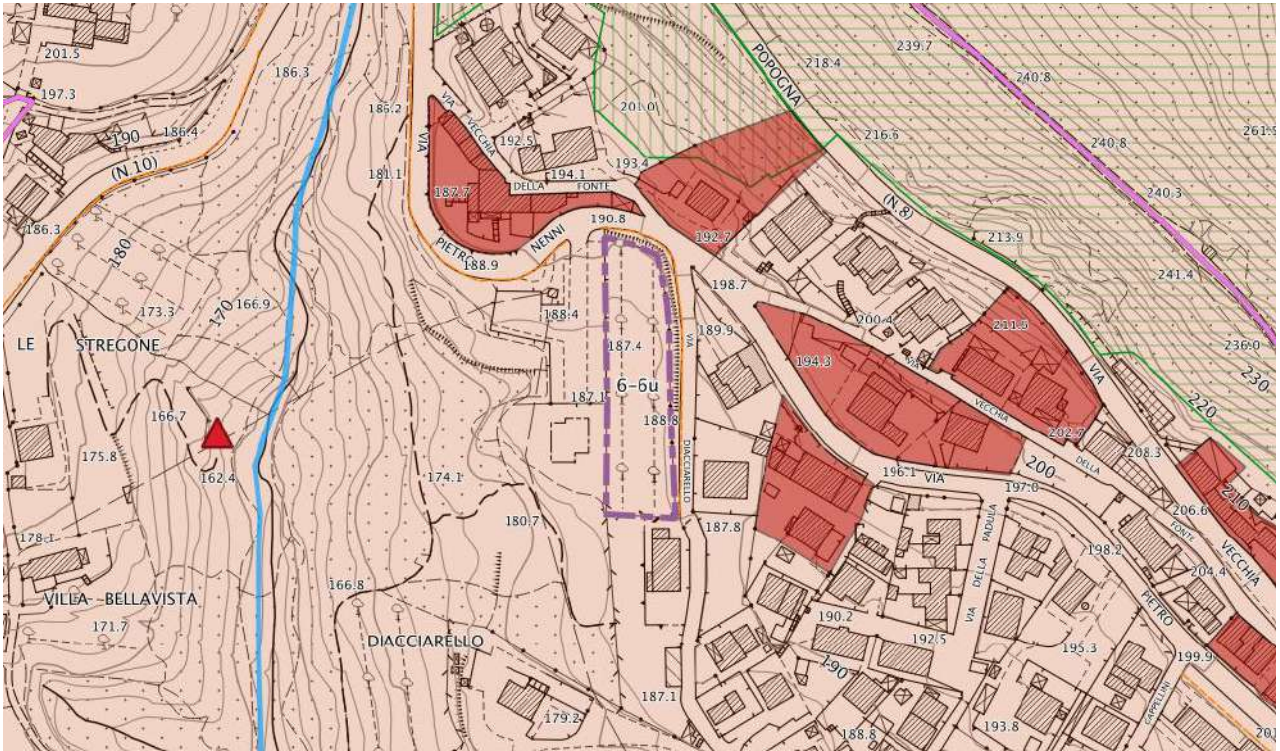 201.5
197.3
190
186.4
(N.10)
186.3
180
186.3
170
166.9
173.3
LE STREGONE
166.7
175.8
162.4
178.1
VILLA BELLAVISTA
171.7
186.2
181.1
VIA
VIA
VECCHIA
DELLA
FONTE
192.5
194.1
187.7
PIETRO
NENNI
188.9
190.8
193.4
192.7
201.0
POPOGNA
218.4
216.6
239.7
240.8
240.8
240.3
241.4
236.0
(N.8)
213.9
230
220
198.7
189.9
188.4
187.4
6-6u
187.1
188.8
VIA
DIACCIARELLO
187.8
174.1
180.7
166.8
DIACCIARELLO
179.2
187.1
200.4
194.3
211.5
VIA
VIA
VECCHIA
DELLA
FONTE
202.7
208.3
210
206.6
VECCHIA
204.4
200
196.1
VIA
197.0
198.2
PIETRO
VIA DELLA PADULA
190.2
190
192.5
195.3
199.9
CAPPELLINI
193.8
188.8